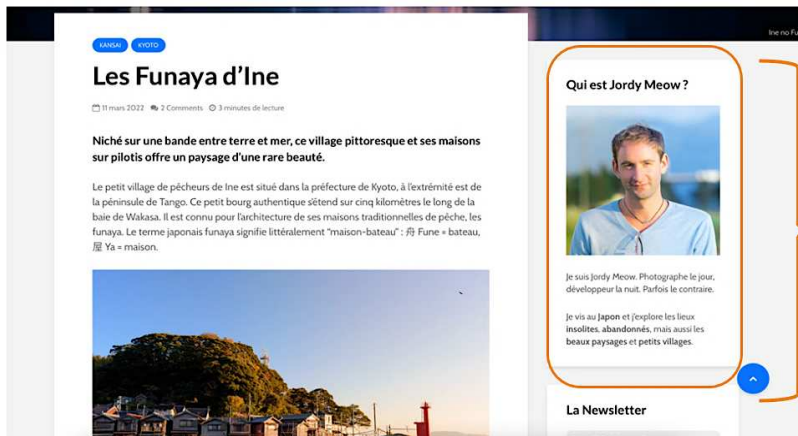 Ine no Fu
KANSAI KYOTO
Les Funaya d'Ine
11 mars 2022 2 Comments 3 minutes de lecture
Niché sur une bande entre terre et mer, ce village pittoresque et ses maisons
sur pilotis offre un paysage d'une rare beauté.
Le petit village de pêcheurs de Ine est situé dans la préfecture de Kyoto, à l'extrémité est de
la péninsule de Tango. Ce petit bourg authentique s'étend sur cinq kilomètres le long de la
baie de Wakasa. Il est connu pour l'architecture de ses maisons traditionnelles de pêche, les
funaya. Le terme japonais funaya signifie littéralement "maison-bateau" : 舟 Fune = bateau,
屋 Ya = maison.
Qui est Jordy Meow ?
Je suis Jordy Meow. Photographe le jour,
développeur la nuit. Parfois le contraire.
Je vis au Japon et j'explore les lieux
insolites, abandonnés, mais aussi les
beaux paysages et petits villages.
La Newsletter